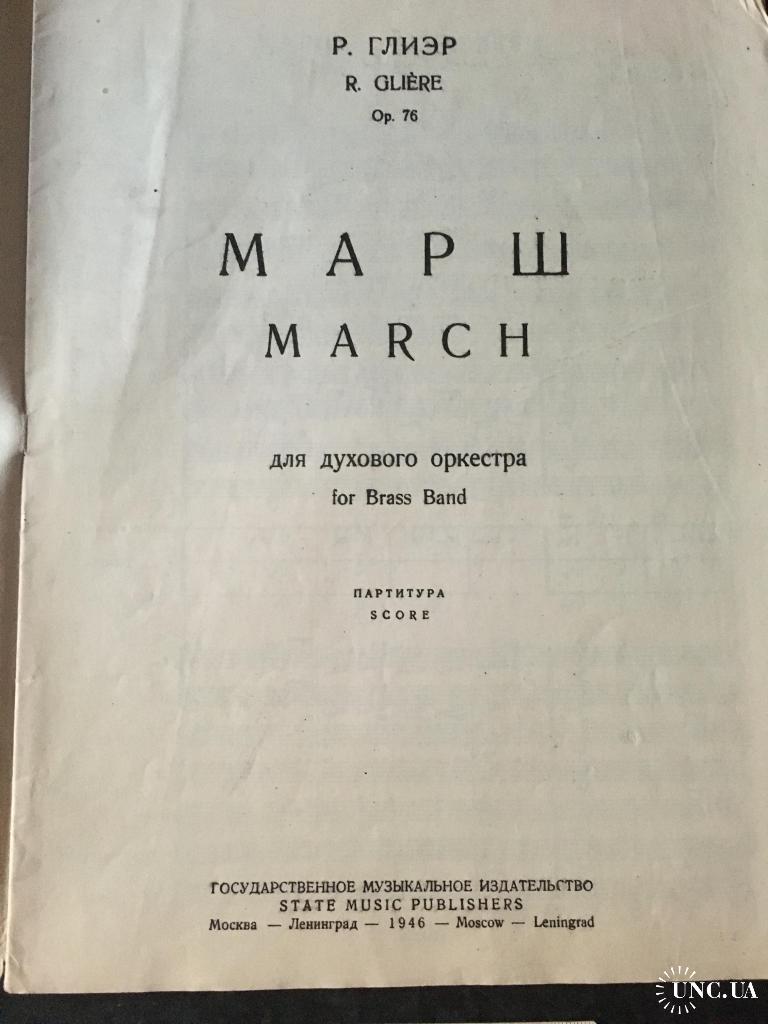 Р. ГЛИЭР
R. GLIÈRE
Op. 76
МАРШ
MARCH
для духового оркестра
for Brass Band
ПАРТИТУРА
SCORE
ГОСУДАРСТВЕННОЕ МУЗЫКАЛЬНОЕ ИЗДАТЕЛЬСТВО
STATE MUSIC PUBLISHERS
Москва — Ленинград — 1946 — Moscow — Leningrad
UNC.UA